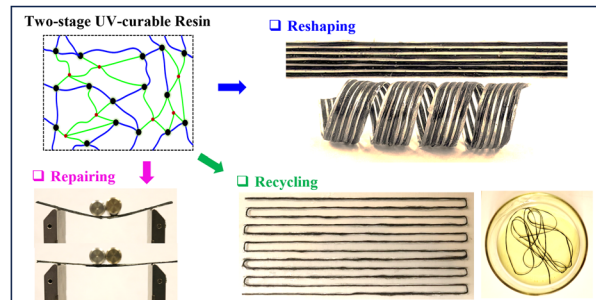 Two-stage UV-curable Resin
❑ Reshaping
❑ Repairing
❑ Recycling